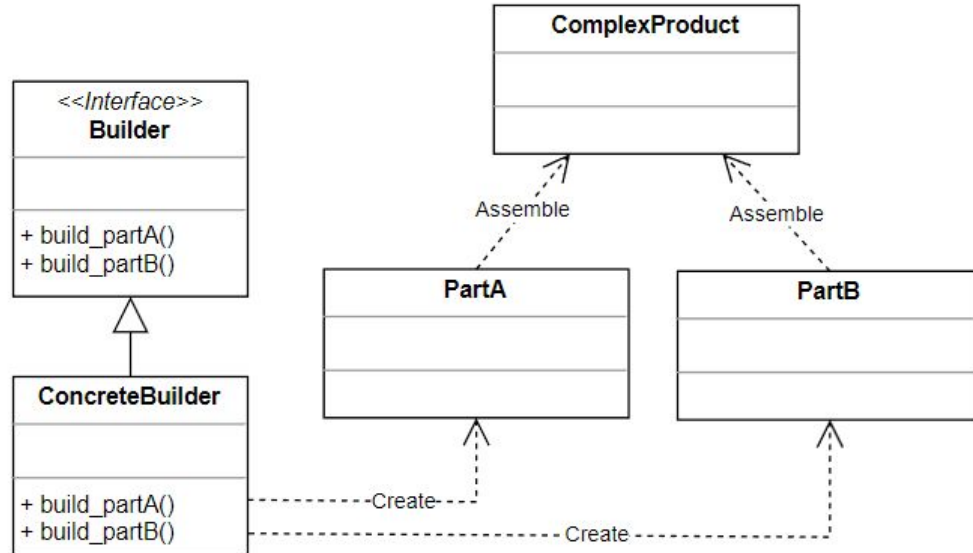 ComplexProduct
<<Interface>>
Builder
+ build_partA()
+ build_partB()
Assemble
Assemble
PartA
PartB
ConcreteBuilder
+ build_partA()
+ build_partB()
Create
Create